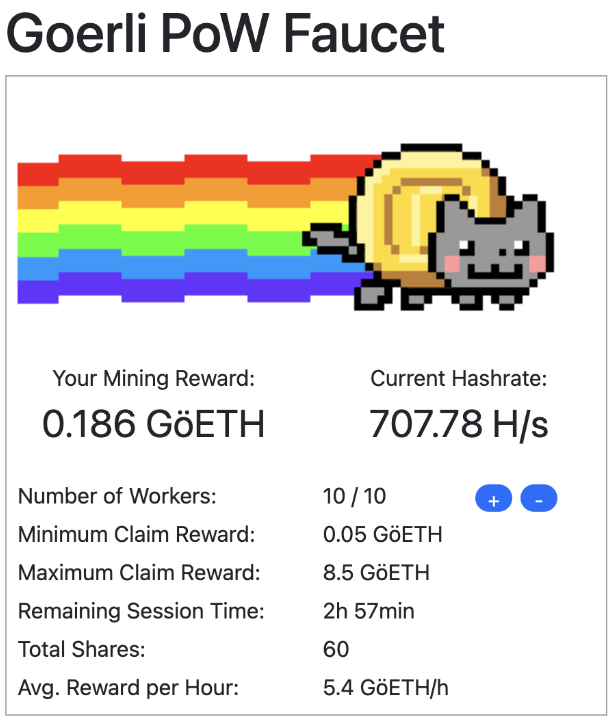 Goerli PoW Faucet
Your Mining Reward: Current Hashrate:
0.186 GöETH 707.78 H/s
Number of Workers: 10 / 10 + -
Minimum Claim Reward: 0.05 GöETH
Maximum Claim Reward: 8.5 GöETH
Remaining Session Time: 2h 57min
Total Shares: 60
Avg. Reward per Hour: 5.4 GöETH/h